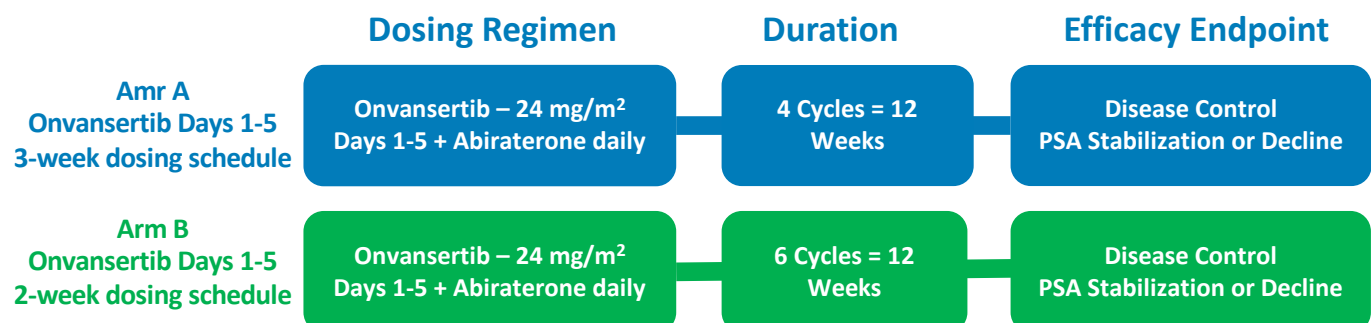 Dosing Regimen Duration Efficacy Endpoint
Amr A
Onvansertib Days 1-5
3-week dosing schedule
Onvansertib – 24 mg/m²
Days 1-5 + Abiraterone daily
4 Cycles = 12
Weeks
Disease Control
PSA Stabilization or Decline
Arm B
Onvansertib Days 1-5
2-week dosing schedule
Onvansertib – 24 mg/m²
Days 1-5 + Abiraterone daily
6 Cycles = 12
Weeks
Disease Control
PSA Stabilization or Decline